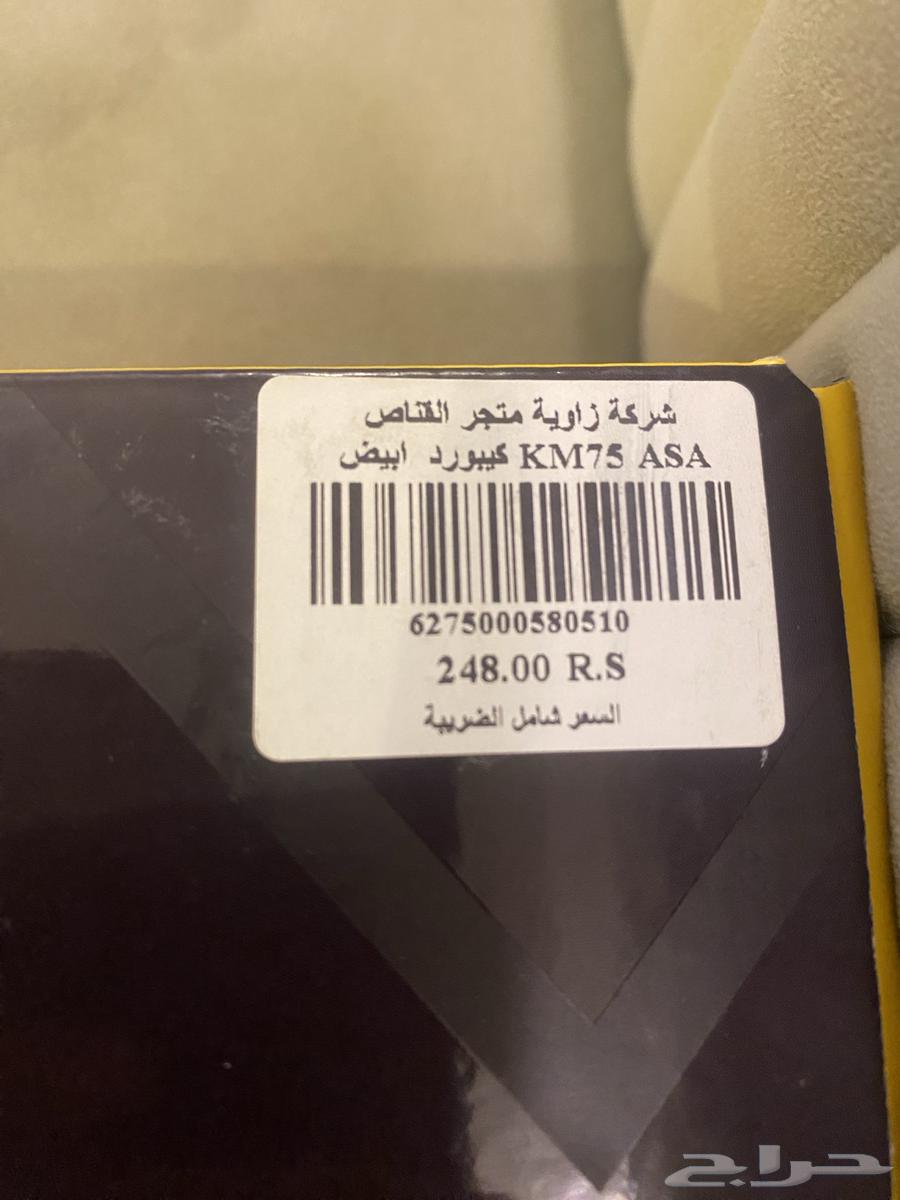 شركة زاوية متجر القناص
KM75 ASA كيبورد ابيض
6275000580510
248.00 R.S
السعر شامل الضريبة
حراج